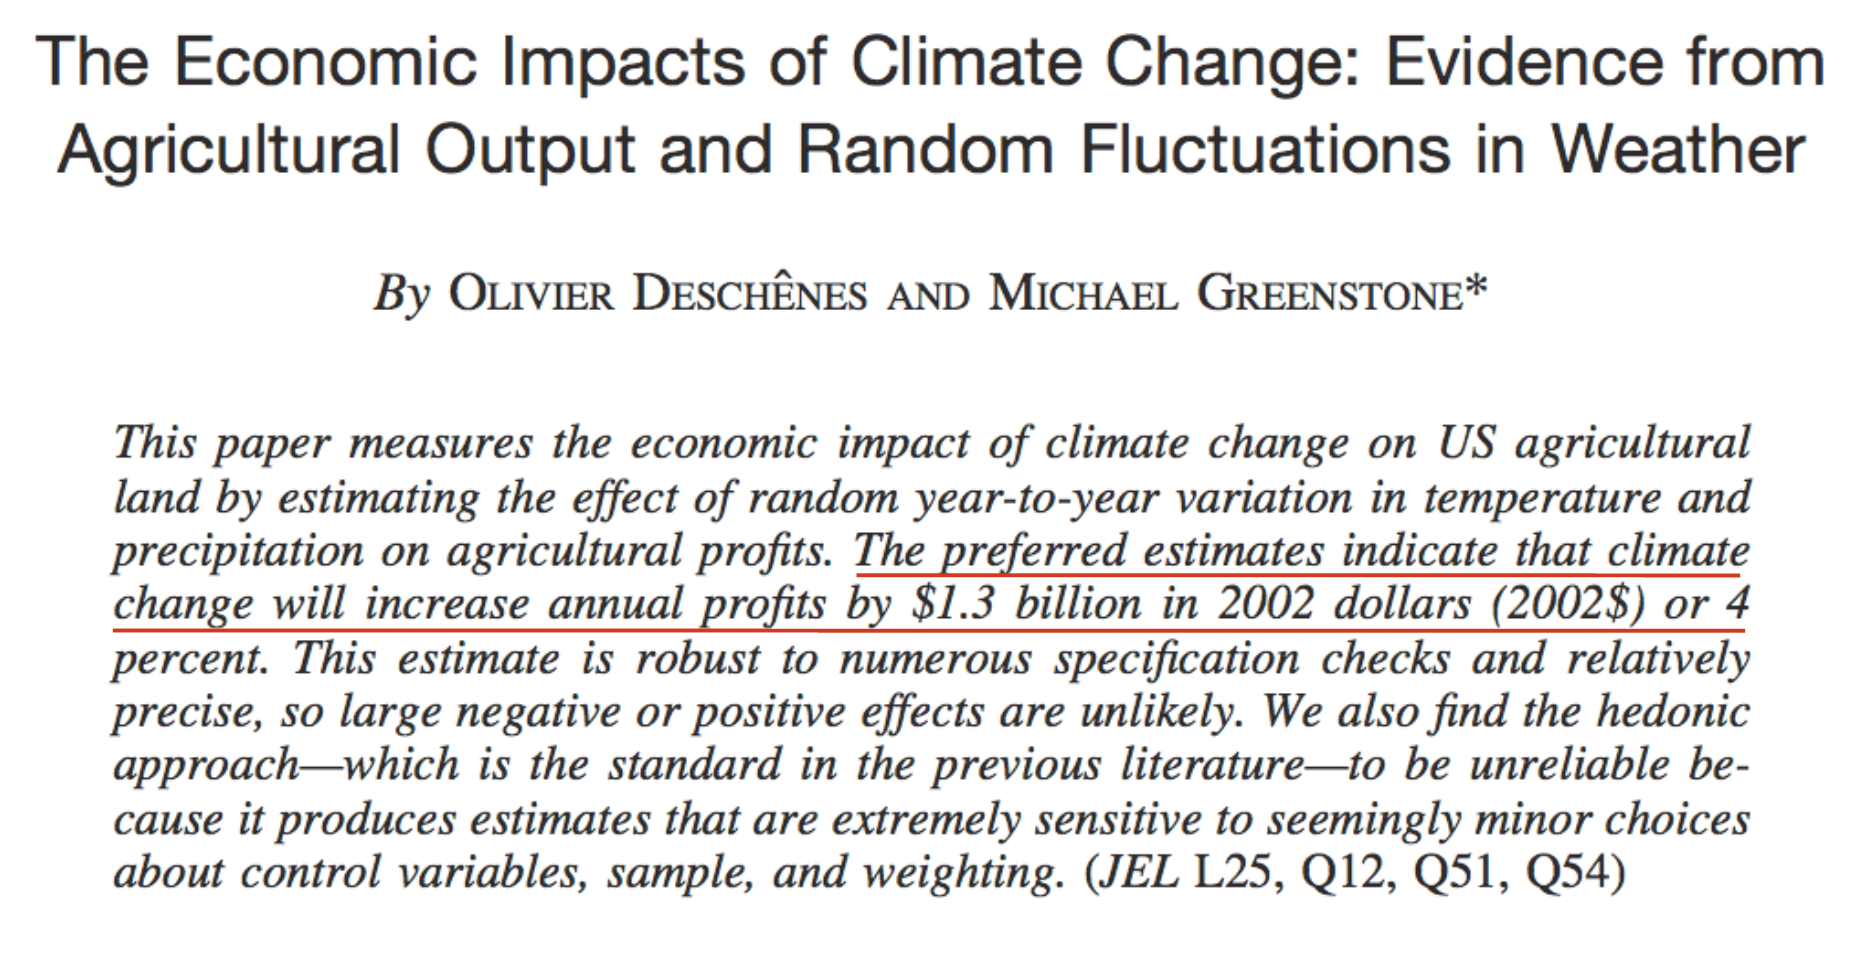 The Economic Impacts of Climate Change: Evidence from
Agricultural Output and Random Fluctuations in Weather
By OLIVIER DESCHÊNES AND MICHAEL GREENSTONE*
This paper measures the economic impact of climate change on US agricultural
land by estimating the effect of random year-to-year variation in temperature and
precipitation on agricultural profits. The preferred estimates indicate that climate
change will increase annual profits by $1.3 billion in 2002 dollars (2002$) or 4
percent. This estimate is robust to numerous specification checks and relatively
precise, so large negative or positive effects are unlikely. We also find the hedonic
approach—which is the standard in the previous literature—to be unreliable be-
cause it produces estimates that are extremely sensitive to seemingly minor choices
about control variables, sample, and weighting. (JEL L25, Q12, Q51, Q54)